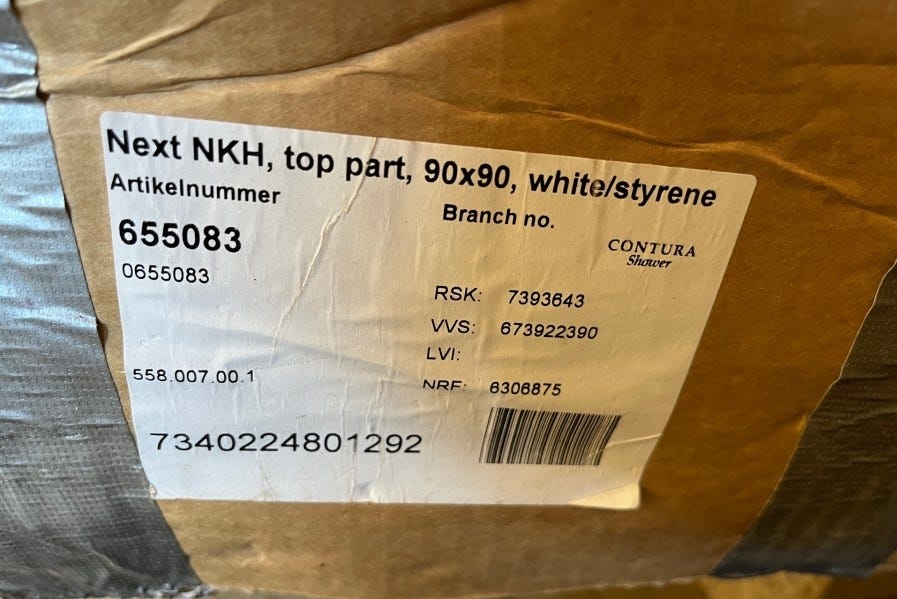 Next NKH, top part, 90x90, white/styrene
Artikelnummer
Branch no.
655083
CONTURA
Shower
0655083
RSK: 7393643
VVS: 673922390
LVI:
558.007.00.1
NRF: 6306875
7340224801292